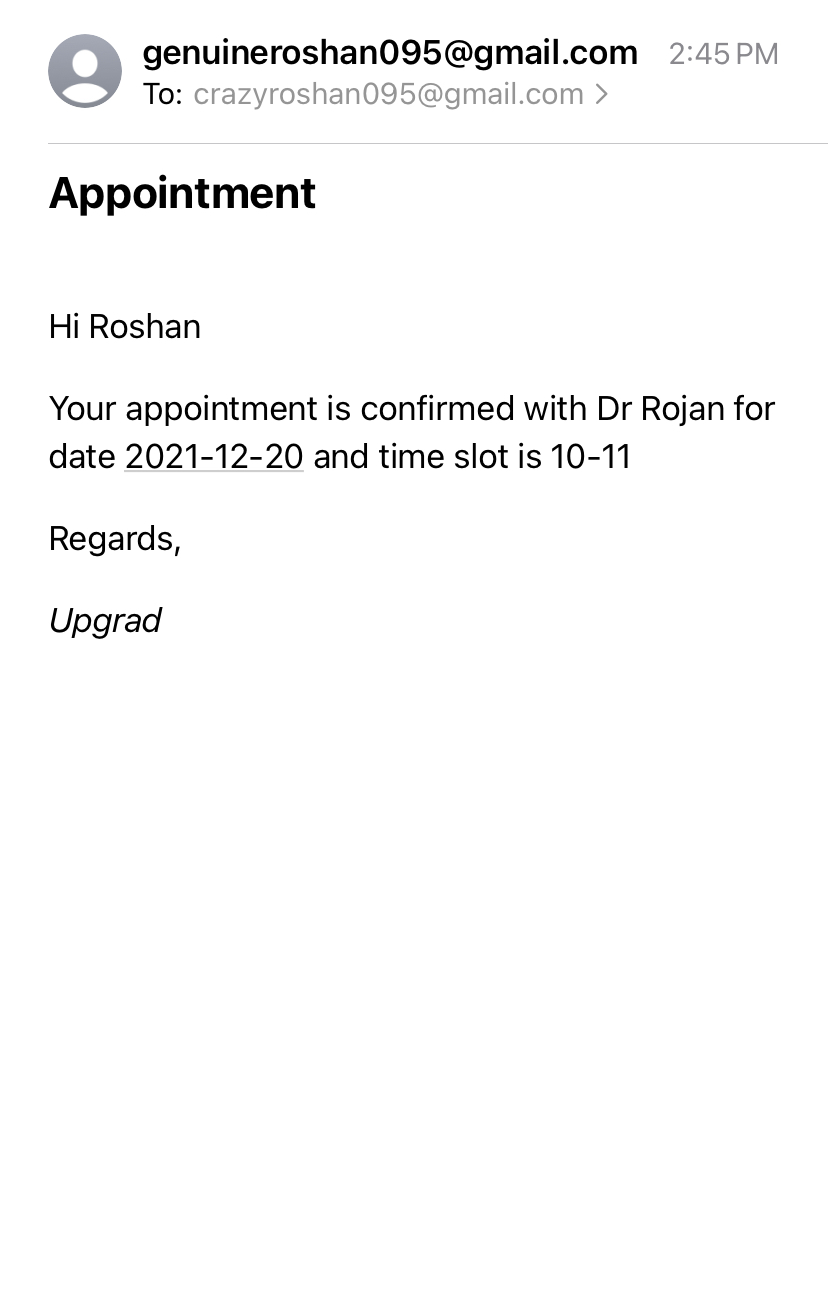 genuineroshan095@gmail.com 2:45 PM
To: crazyroshan095@gmail.com
Appointment
Hi Roshan
Your appointment is confirmed with Dr Rojan for
date 2021-12-20 and time slot is 10-11
Regards,
Upgrad